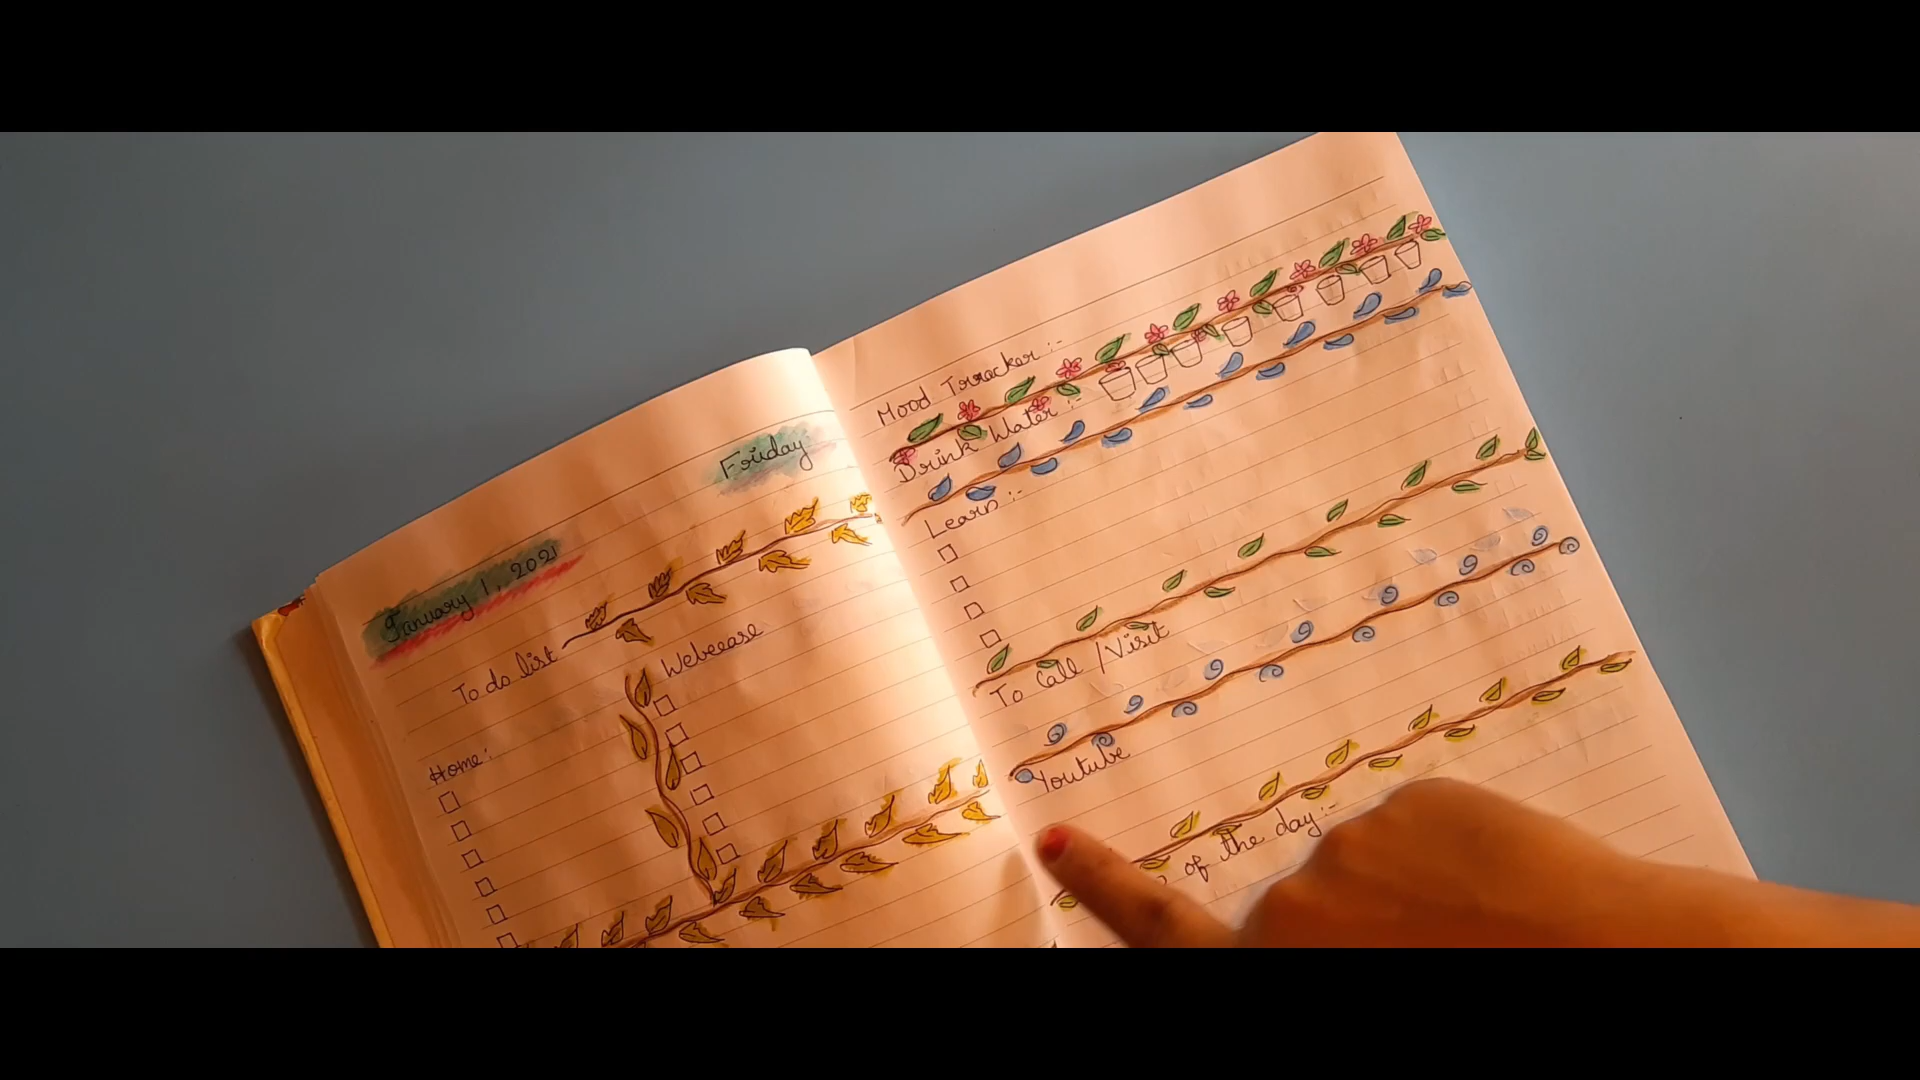 Friday
January 1, 2021
To do list
Webeease
Home:
Mood Tracker :-
Drink Water :-
Learn :-
To Call / Visit
Youtube
of the day:-